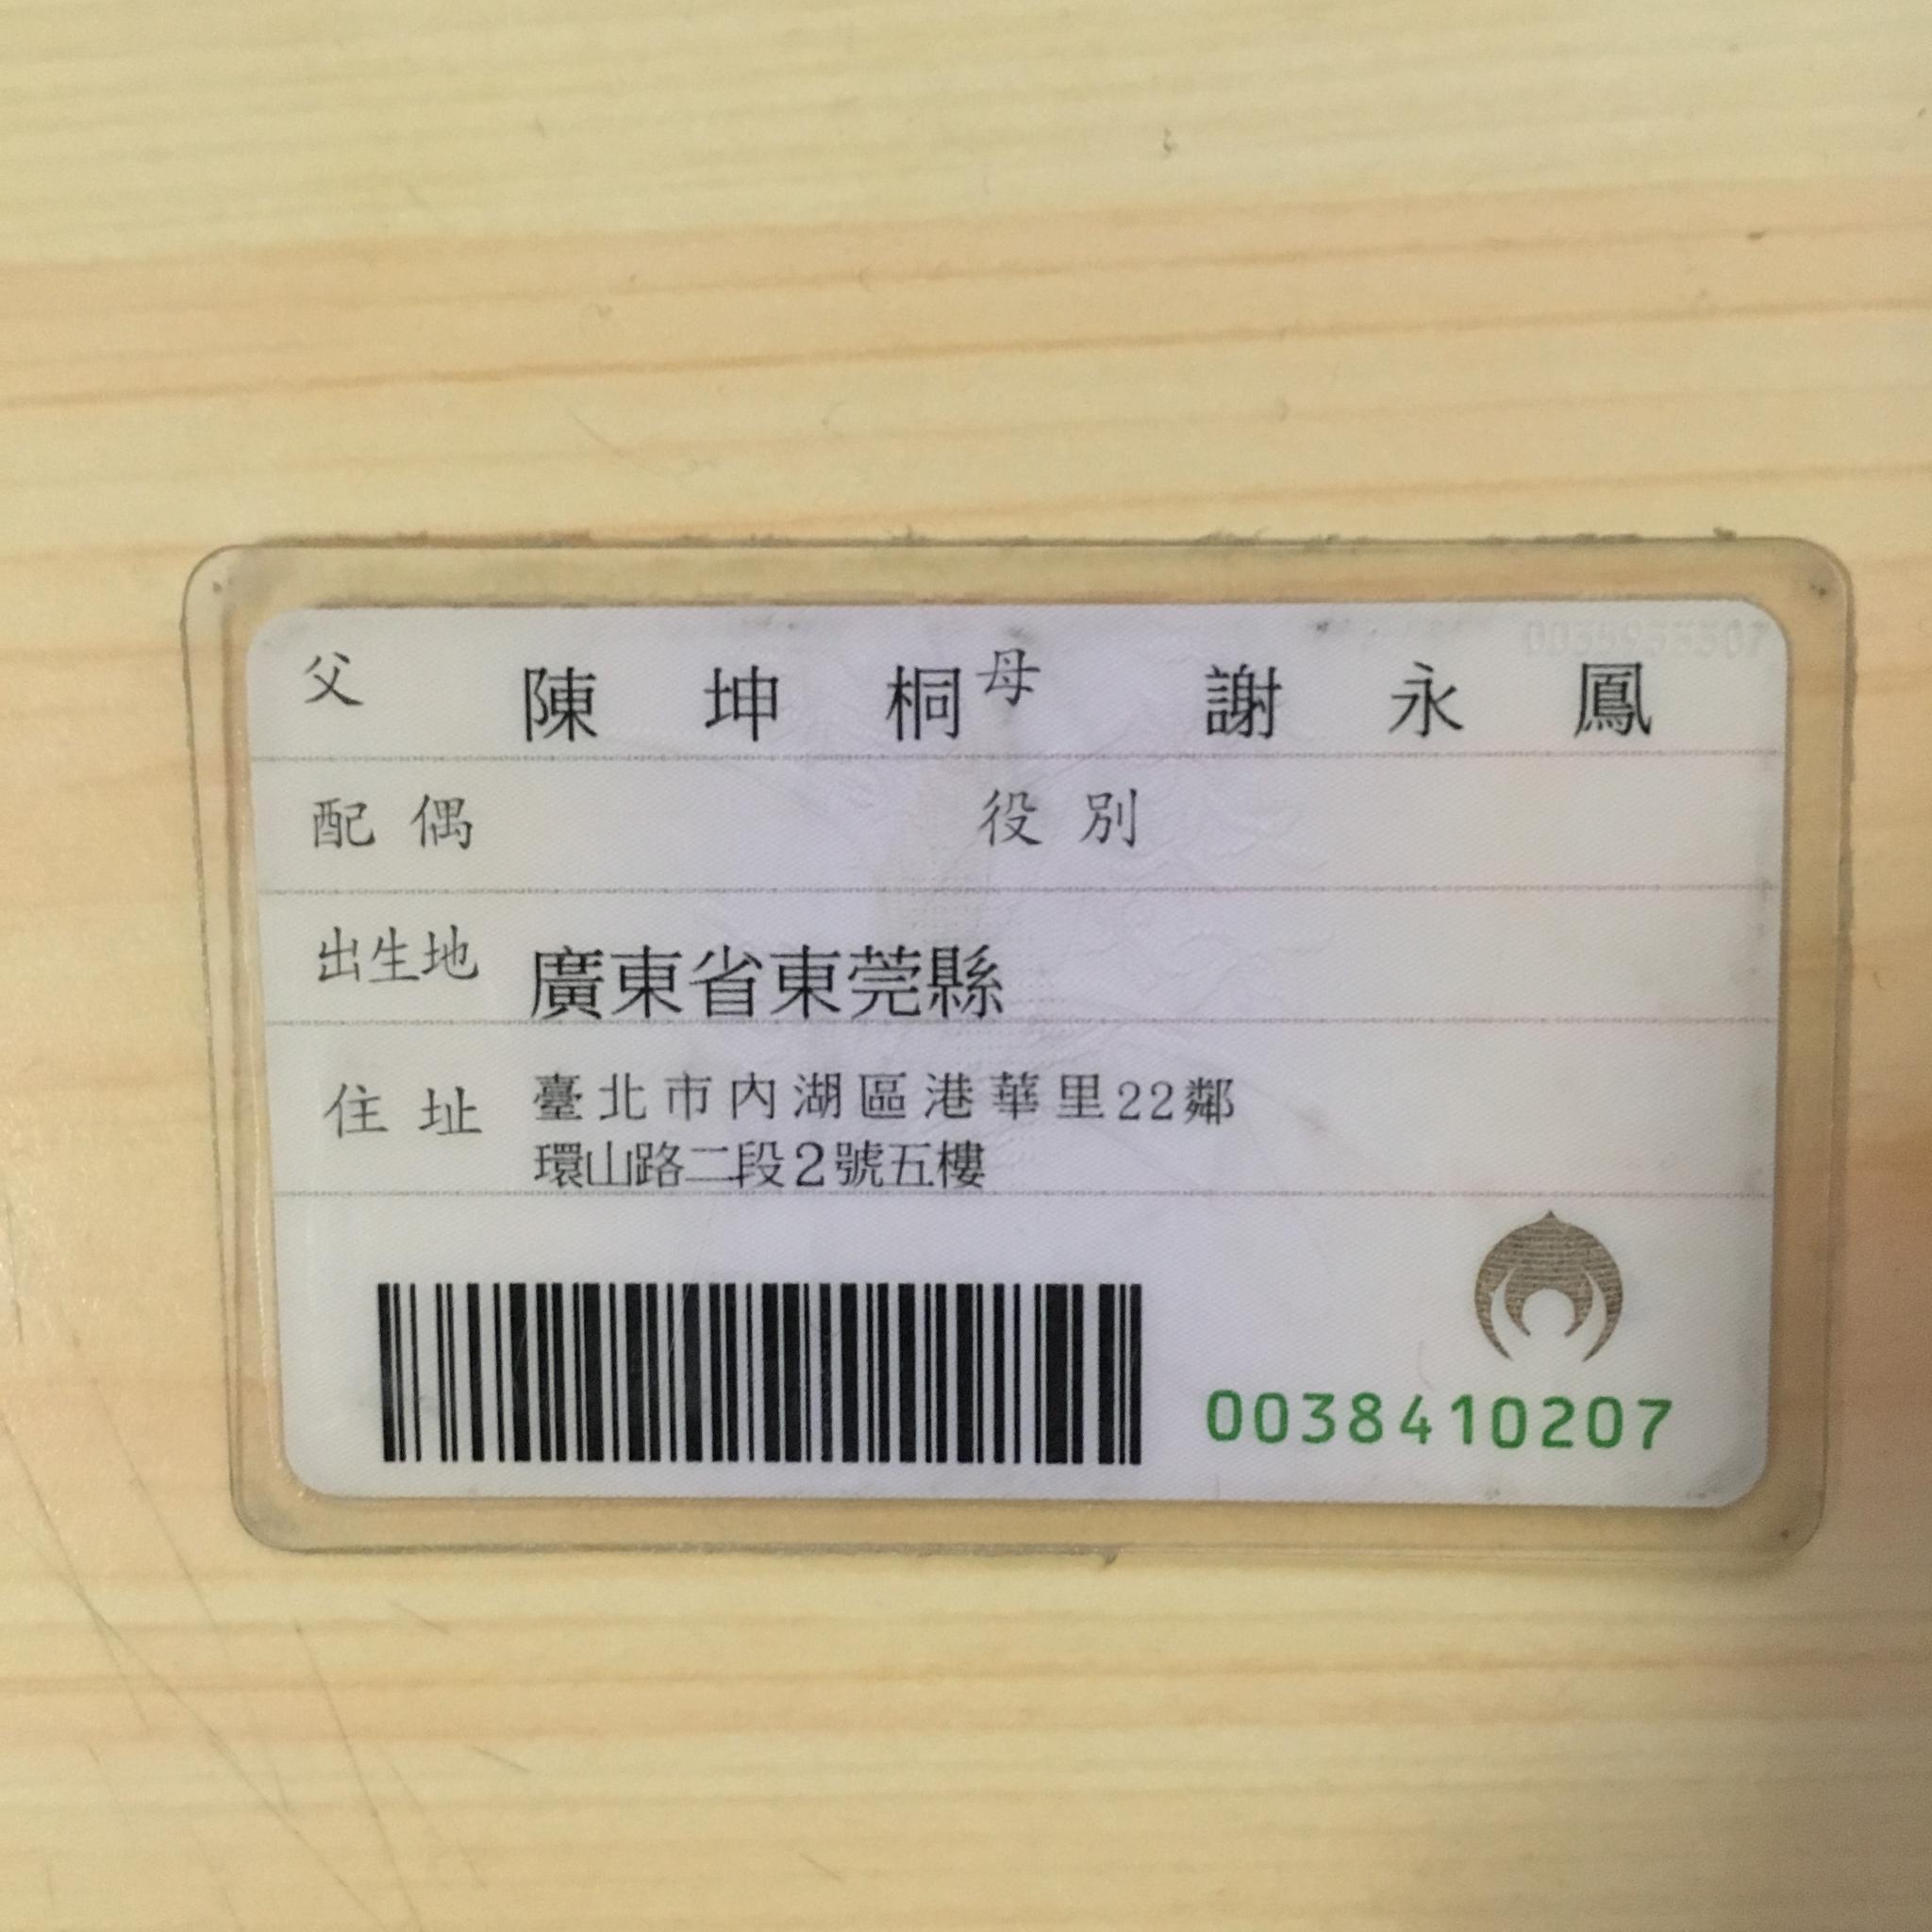 父 陳坤桐 母 謝永鳳
配偶 役別
出生地 廣東省東莞縣
住址 臺北市內湖區港華里22鄰
環山路二段2號五樓
0038410207